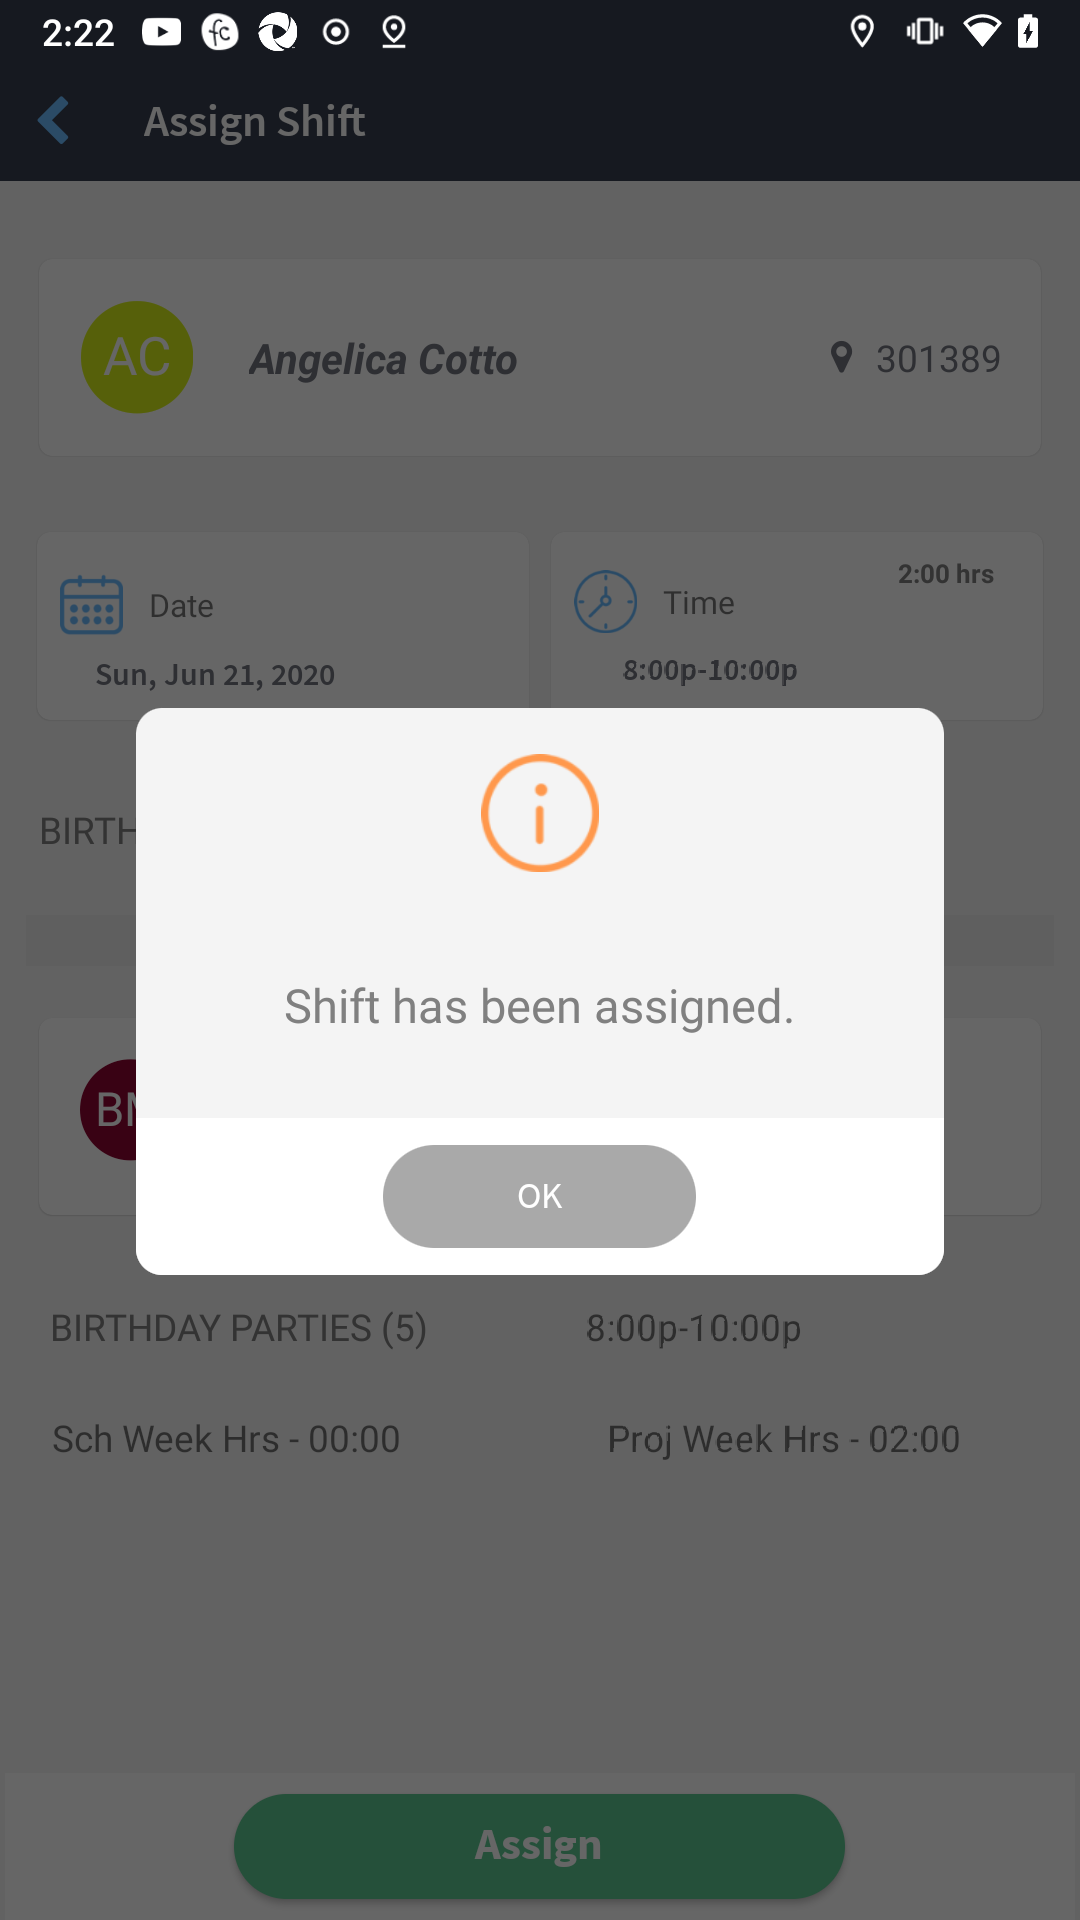 2:22
Assign Shift
AC
Angelica Cotto
301389
Date
Sun, Jun 21, 2020
Time
2:00 hrs
8:00p-10:00p
BIRTH
Shift has been assigned.
OK
BIRTHDAY PARTIES (5)
8:00p-10:00p
Sch Week Hrs - 00:00
Proj Week Hrs - 02:00
Assign